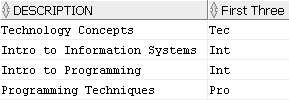 DESCRIPTION First Three
Technology Concepts Tec
Intro to Information Systems Int
Intro to Programming Int
Programming Techniques Pro